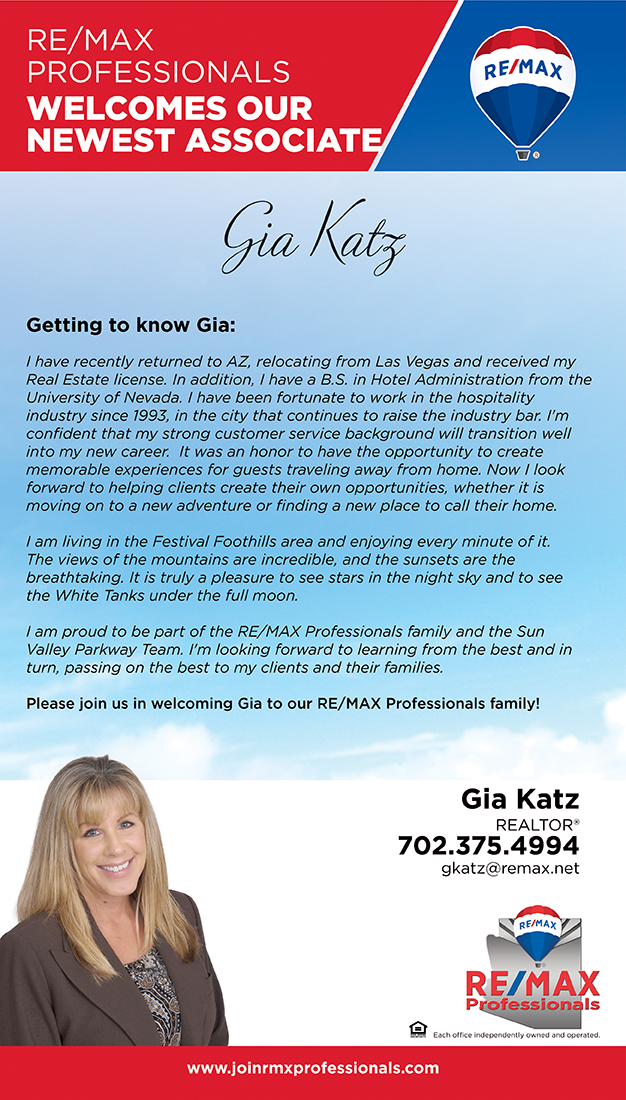 RE/MAX
PROFESSIONALS
WELCOMES OUR
NEWEST ASSOCIATE
RE/MAX
®
Gia Katz
Getting to know Gia:
I have recently returned to AZ, relocating from Las Vegas and received my
Real Estate license. In addition, I have a B.S. in Hotel Administration from the
University of Nevada. I have been fortunate to work in the hospitality
industry since 1993, in the city that continues to raise the industry bar. I'm
confident that my strong customer service background will transition well
into my new career.  It was an honor to have the opportunity to create
memorable experiences for guests traveling away from home. Now I look
forward to helping clients create their own opportunities, whether it is
moving on to a new adventure or finding a new place to call their home.
I am living in the Festival Foothills area and enjoying every minute of it.
The views of the mountains are incredible, and the sunsets are the
breathtaking. It is truly a pleasure to see stars in the night sky and to see
the White Tanks under the full moon.
I am proud to be part of the RE/MAX Professionals family and the Sun
Valley Parkway Team. I'm looking forward to learning from the best and in
turn, passing on the best to my clients and their families.
Please join us in welcoming Gia to our RE/MAX Professionals family!
Gia Katz
REALTOR®
702.375.4994
gkatz@remax.net
RE/MAX
RE/MAX
Professionals
Each office independently owned and operated.
www.joinrmxprofessionals.com